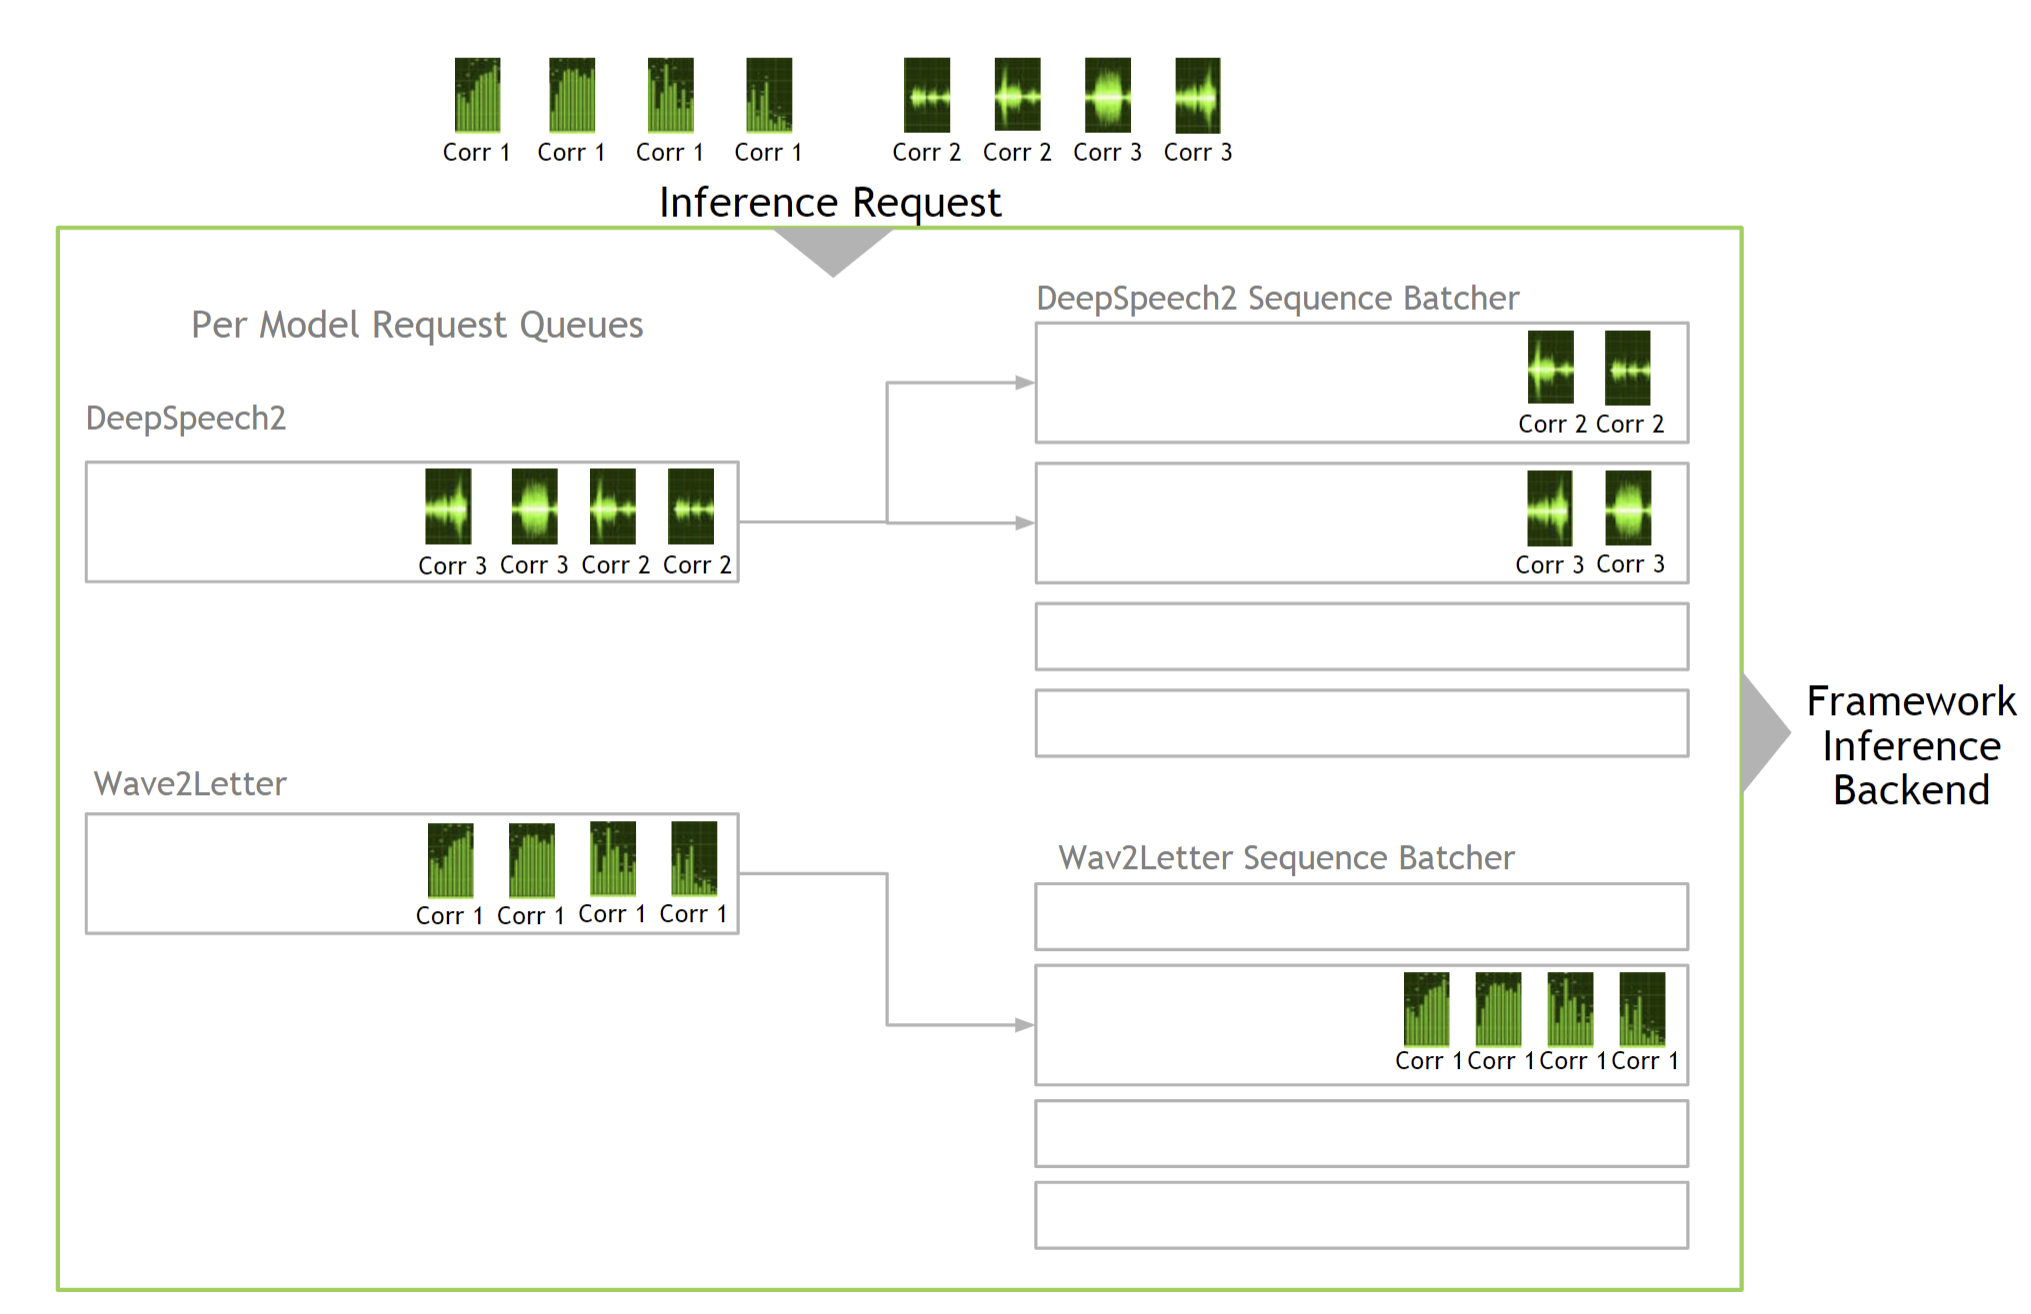 Corr 1 Corr 1 Corr 1 Corr 1 Corr 2 Corr 2 Corr 3 Corr 3
Inference Request
Per Model Request Queues
DeepSpeech2
Corr 3 Corr 3 Corr 2 Corr 2
Wave2Letter
Corr 1 Corr 1 Corr 1 Corr 1
DeepSpeech2 Sequence Batcher
Corr 2 Corr 2
Corr 3 Corr 3
Wav2Letter Sequence Batcher
Corr 1 Corr 1 Corr 1 Corr 1
Framework
Inference
Backend